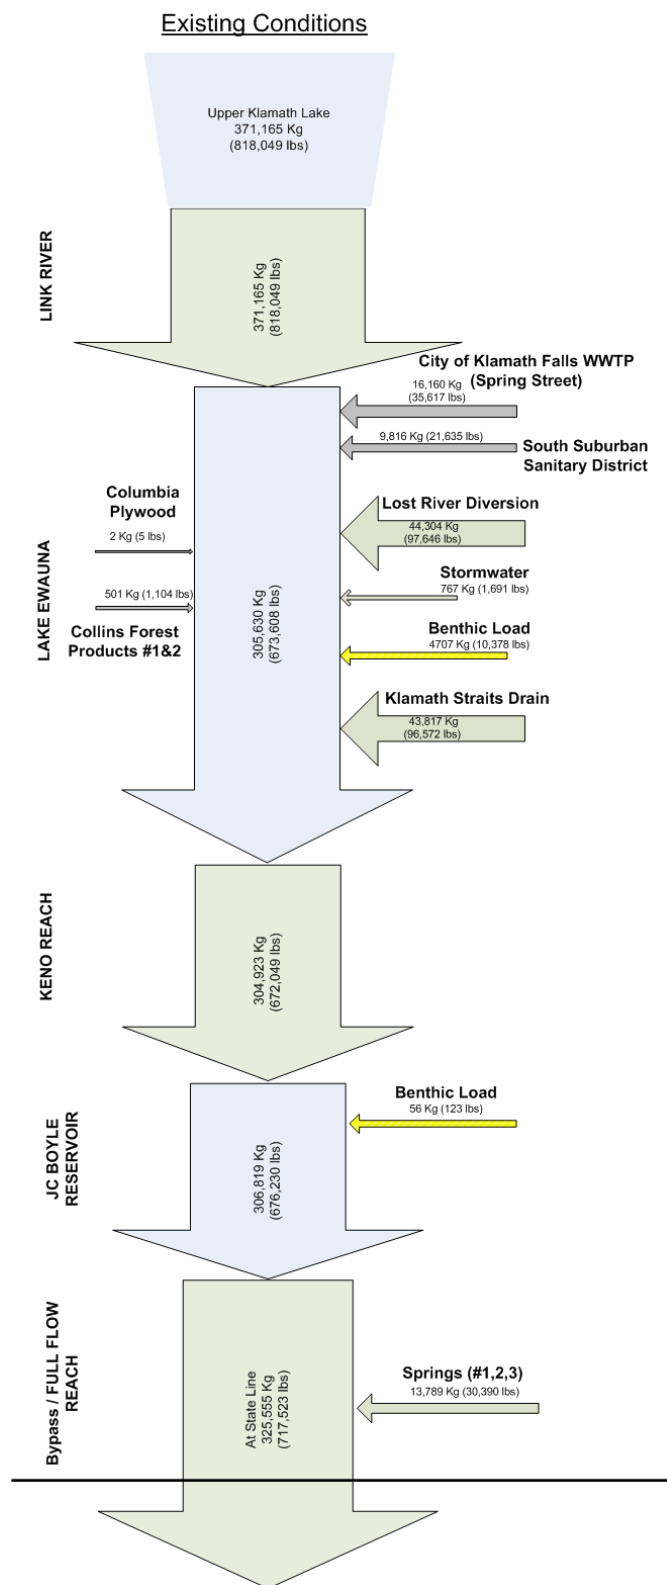 Existing Conditions
Upper Klamath Lake
371,165 Kg
(818,049 lbs)
LINK RIVER
371,165 Kg
(818,049 lbs)
City of Klamath Falls WWTP
(Spring Street)
16,160 Kg
(35,617 lbs)
9,816 Kg (21,635 lbs)
South Suburban
Sanitary District
Columbia
Plywood
2 Kg (5 lbs)
Lost River Diversion
44,304 Kg
(97,646 lbs)
Stormwater
767 Kg (1,691 lbs)
501 Kg (1,104 lbs)
Collins Forest
Products #1&2
LAKE EWAUNA
305,630 Kg
(673,608 lbs)
Benthic Load
4707 Kg (10,378 lbs)
Klamath Straits Drain
43,817 Kg
(96,572 lbs)
KENO REACH
304,923 Kg
(672,049 lbs)
JC BOYLE
RESERVOIR
306,819 Kg
(676,230 lbs)
Benthic Load
56 Kg (123 lbs)
Bypass / FULL FLOW
REACH
At State Line
325,555 Kg
(717,523 lbs)
Springs (#1,2,3)
13,789 Kg (30,390 lbs)